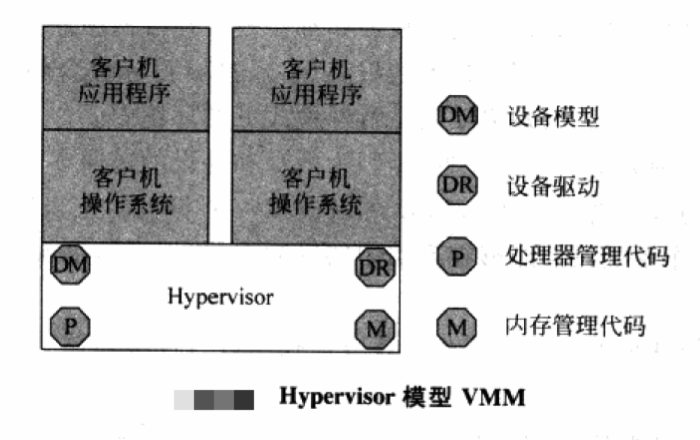 客户机
应用程序
客户机
应用程序
客户机
操作系统
客户机
操作系统
DM
DR
Hypervisor
P
M
DM 设备模型
DR 设备驱动
P 处理器管理代码
M 内存管理代码
Hypervisor 模型 VMM